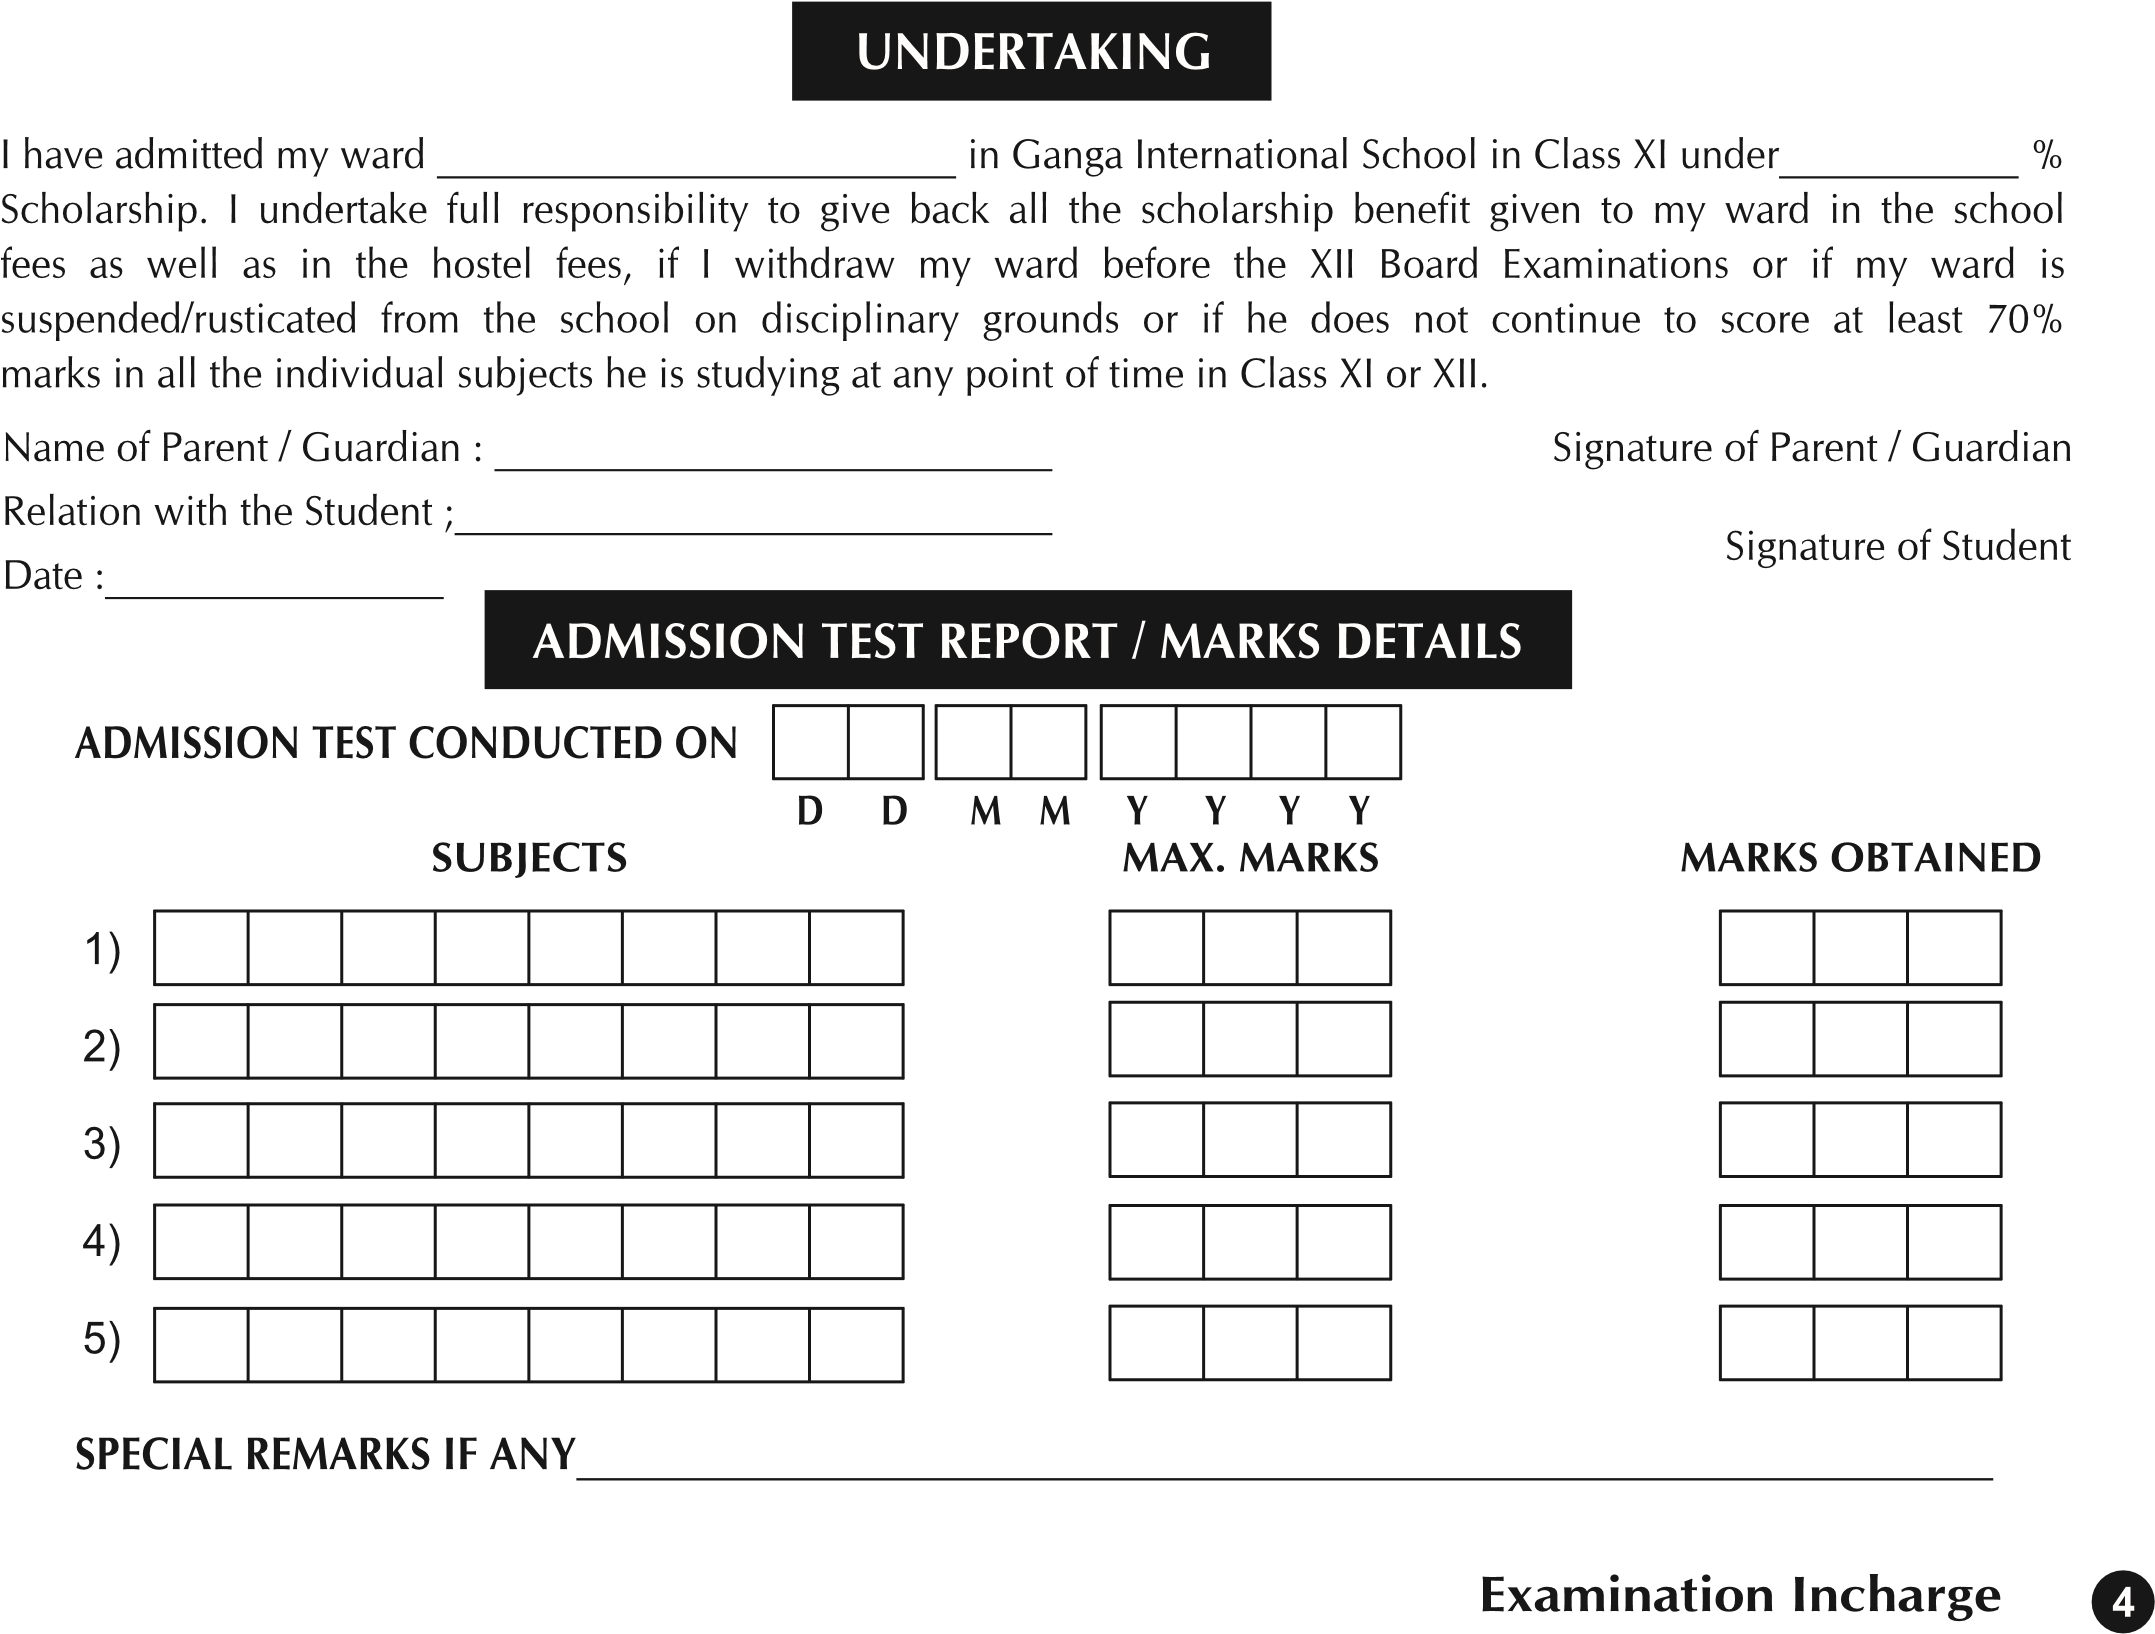 UNDERTAKING
I have admitted my ward ______________ in Ganga International School in Class XI under________ %
Scholarship. I undertake full responsibility to give back all the scholarship benefit given to my ward in the school
fees as well as in the hostel fees, if I withdraw my ward before the XII Board Examinations or if my ward is
suspended/rusticated from the school on disciplinary grounds or if he does not continue to score at least 70%
marks in all the individual subjects he is studying at any point of time in Class XI or XII.
Name of Parent / Guardian : ______________ Signature of Parent / Guardian
Relation with the Student ;______________
Signature of Student
Date :__________
ADMISSION TEST REPORT / MARKS DETAILS
ADMISSION TEST CONDUCTED ON
D D M M Y Y Y Y
SUBJECTS MAX. MARKS MARKS OBTAINED
1)
2)
3)
4)
5)
SPECIAL REMARKS IF ANY______________
Examination Incharge 4